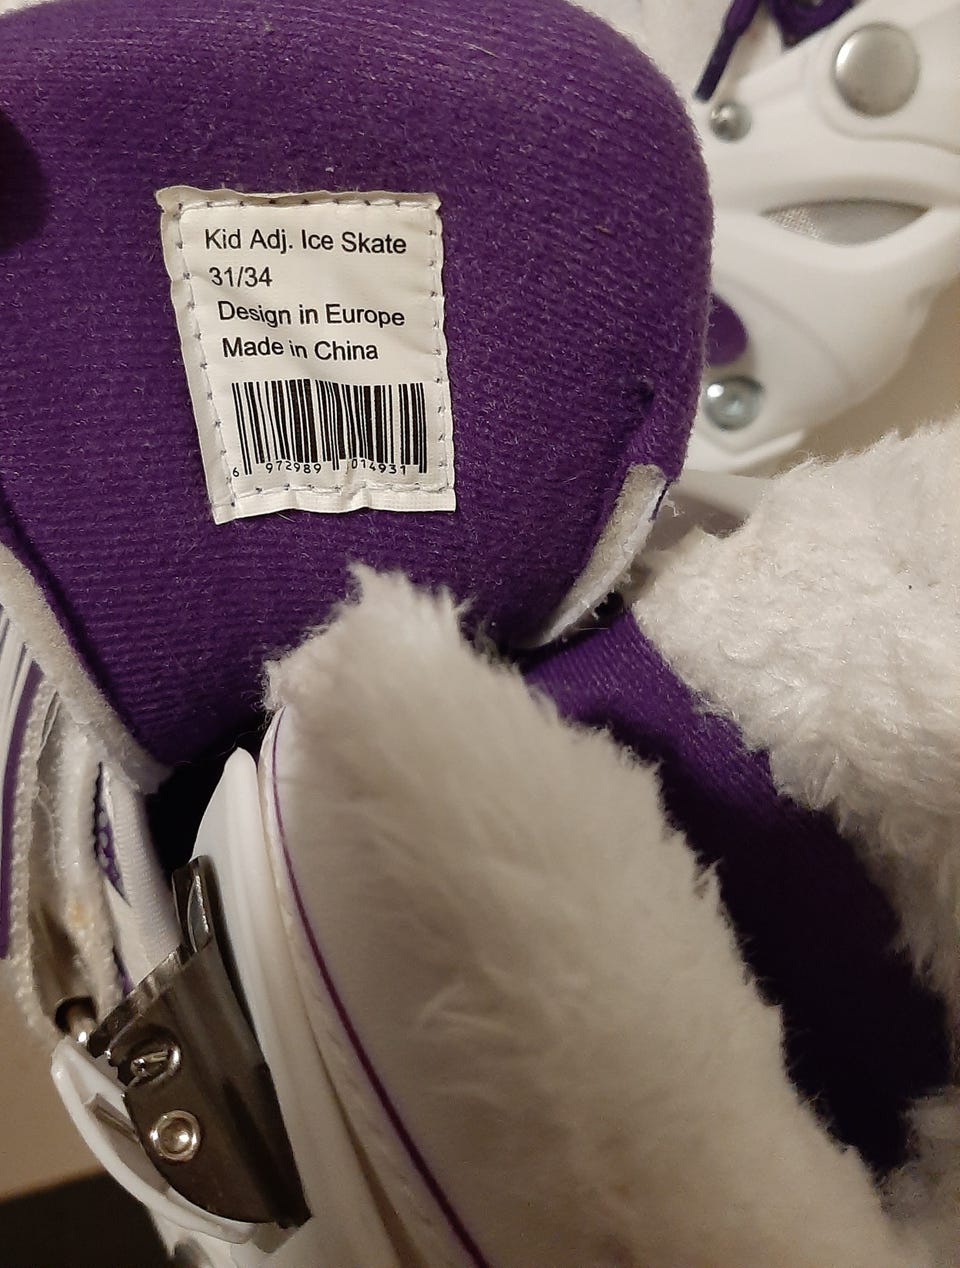 Kid Adj. Ice Skate
31/34
Design in Europe
Made in China
6 972989 014931